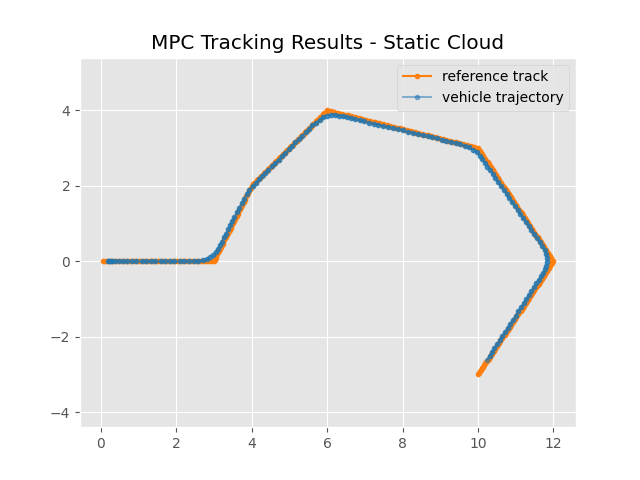 MPC Tracking Results - Static Cloud
reference track
vehicle trajectory
4
2
0
−2
−4
0 2 4 6 8 10 12